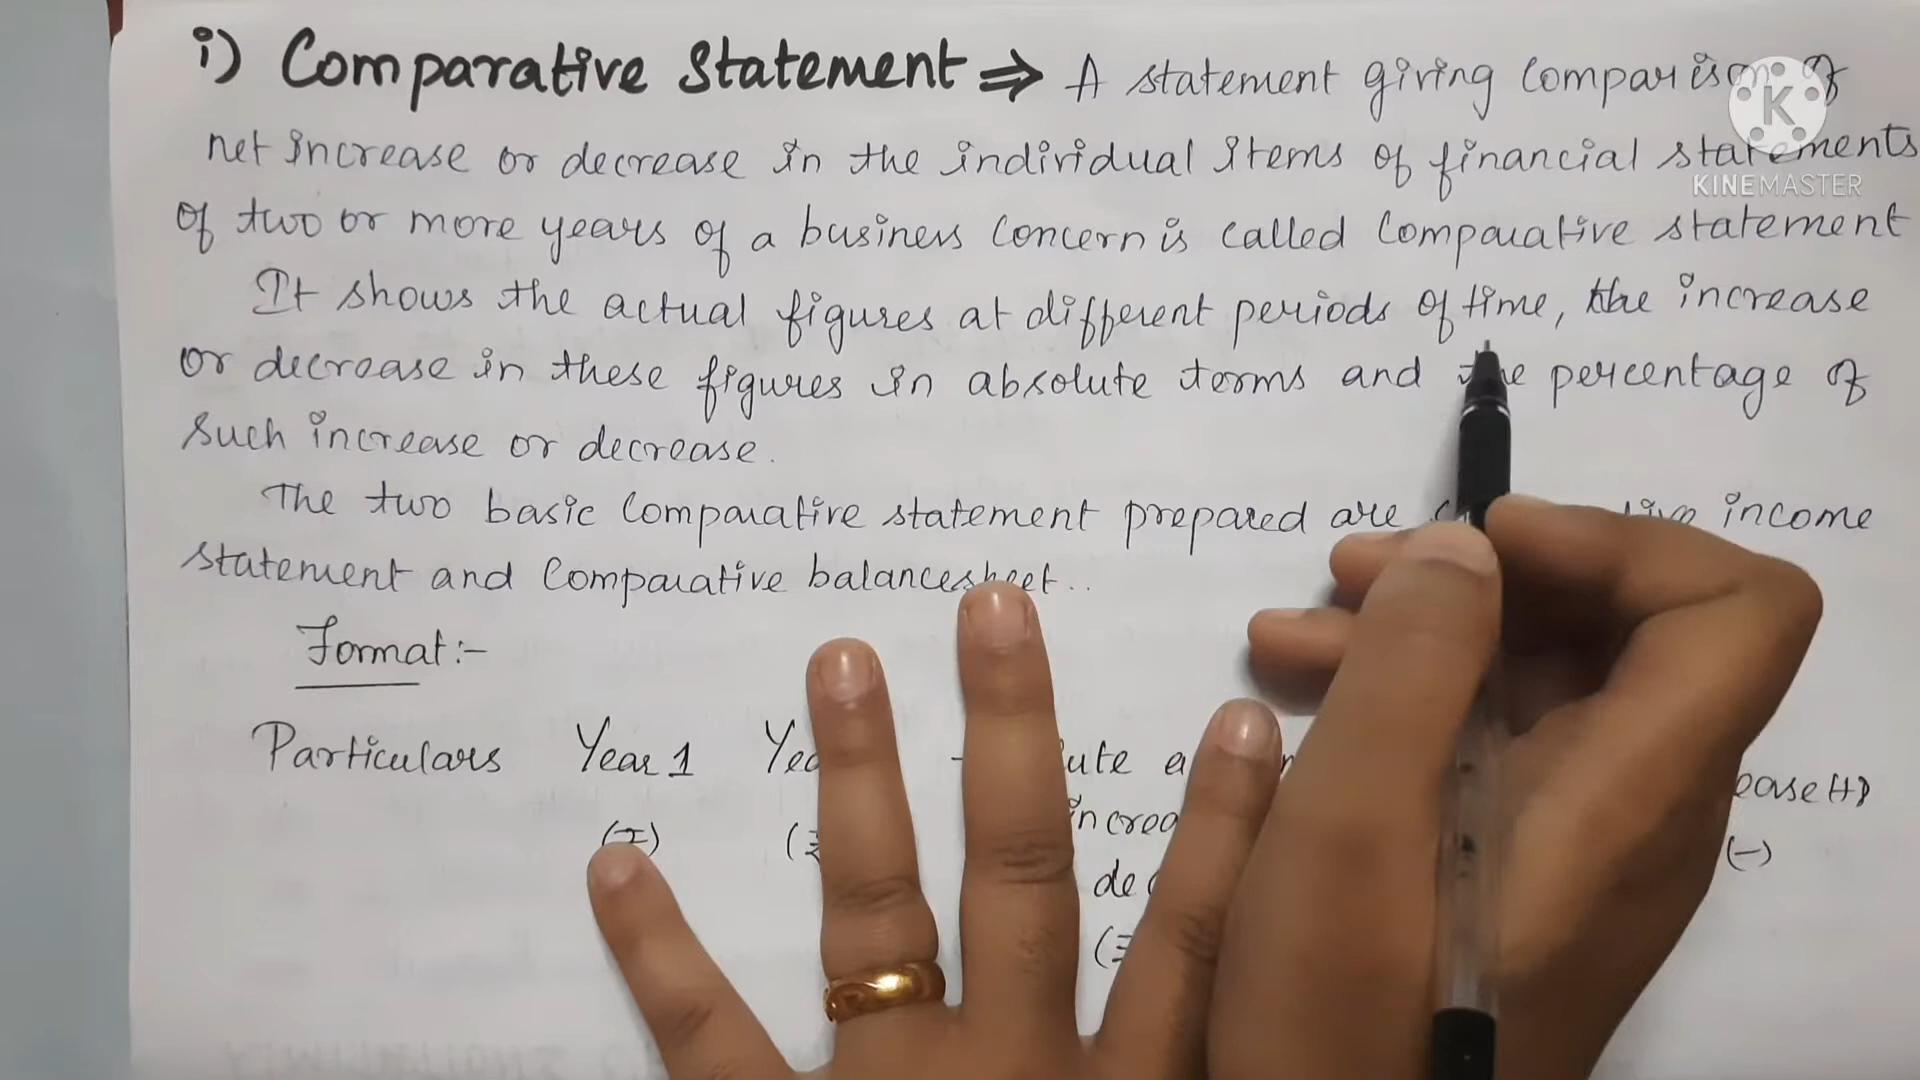 i) Comparative Statement ⇒ A statement giving comparison of
net increase or decrease in the individual items of financial statements
of two or more years of a business concern is called comparative statement
It shows the actual figures at different periods of time, the increase
or decrease in these figures in absolute terms and the percentage of
such increase or decrease.
The two basic comparative statement prepared are income
statement and comparative balancesheet..
Format:-
Particulars Year 1
(₹)
(-)
K
KINEMASTER